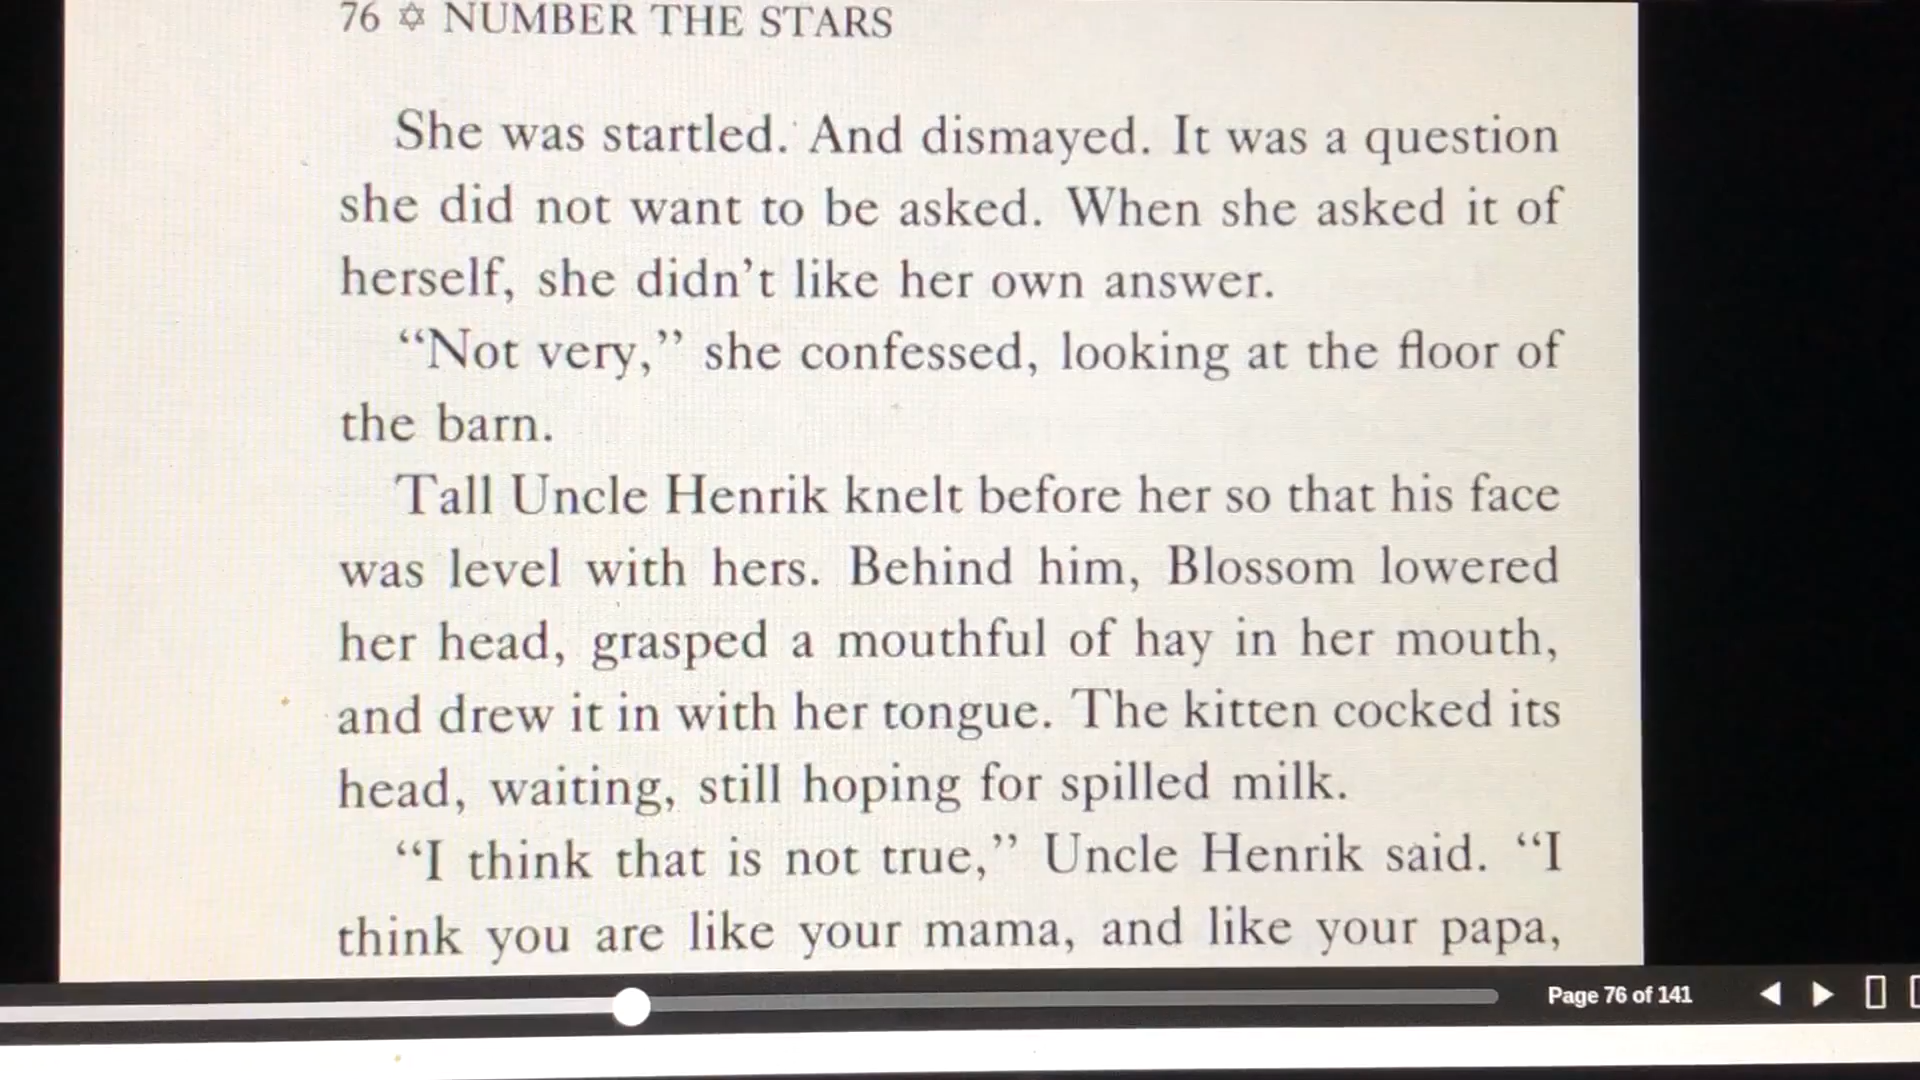 76 ✡ NUMBER THE STARS
She was startled. And dismayed. It was a question
she did not want to be asked. When she asked it of
herself, she didn’t like her own answer.
“Not very,” she confessed, looking at the floor of
the barn.
Tall Uncle Henrik knelt before her so that his face
was level with hers. Behind him, Blossom lowered
her head, grasped a mouthful of hay in her mouth,
and drew it in with her tongue. The kitten cocked its
head, waiting, still hoping for spilled milk.
“I think that is not true,” Uncle Henrik said. “I
think you are like your mama, and like your papa,
Page 76 of 141